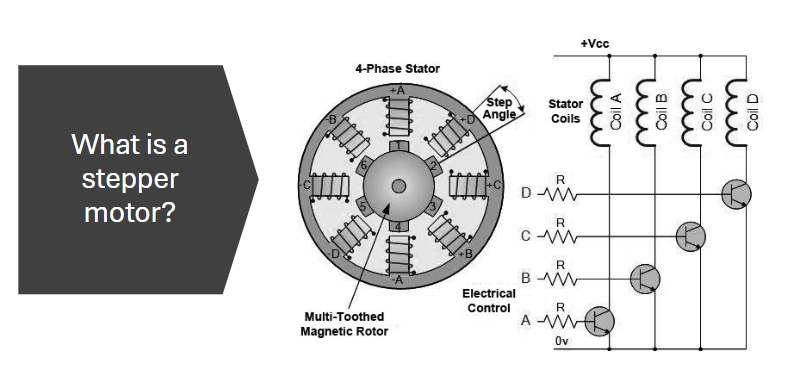 What is a
stepper
motor?
4-Phase Stator
+A
-B
+D
Step
Angle
-C
+C
1
6
2
5
3
4
-D
+B
-A
Multi-Toothed
Magnetic Rotor
+Vcc
Stator
Coils
Coil A
Coil B
Coil C
Coil D
R
D
R
C
R
B
Electrical
Control
R
A
0v